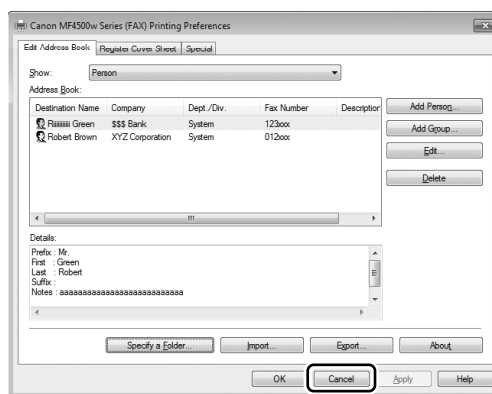 Canon MF4500w Series (FAX) Printing Preferences
Edit Address Book Register Cover Sheet Special
Show: Person
Address Book:
Destination Name Company Dept./Div. Fax Number Description
Green $$$ Bank System 123xxx
Robert Brown XYZ Corporation System 012xxx
Add Person...
Add Group...
Edit...
Delete
Details:
Prefix : Mr.
First : Green
Last : Robert
Suffix :
Notes : aaaaaaaaaaaaaaaaaaaaaaaaaaa
Specify a Folder... Import... Export... About
OK Cancel Apply Help